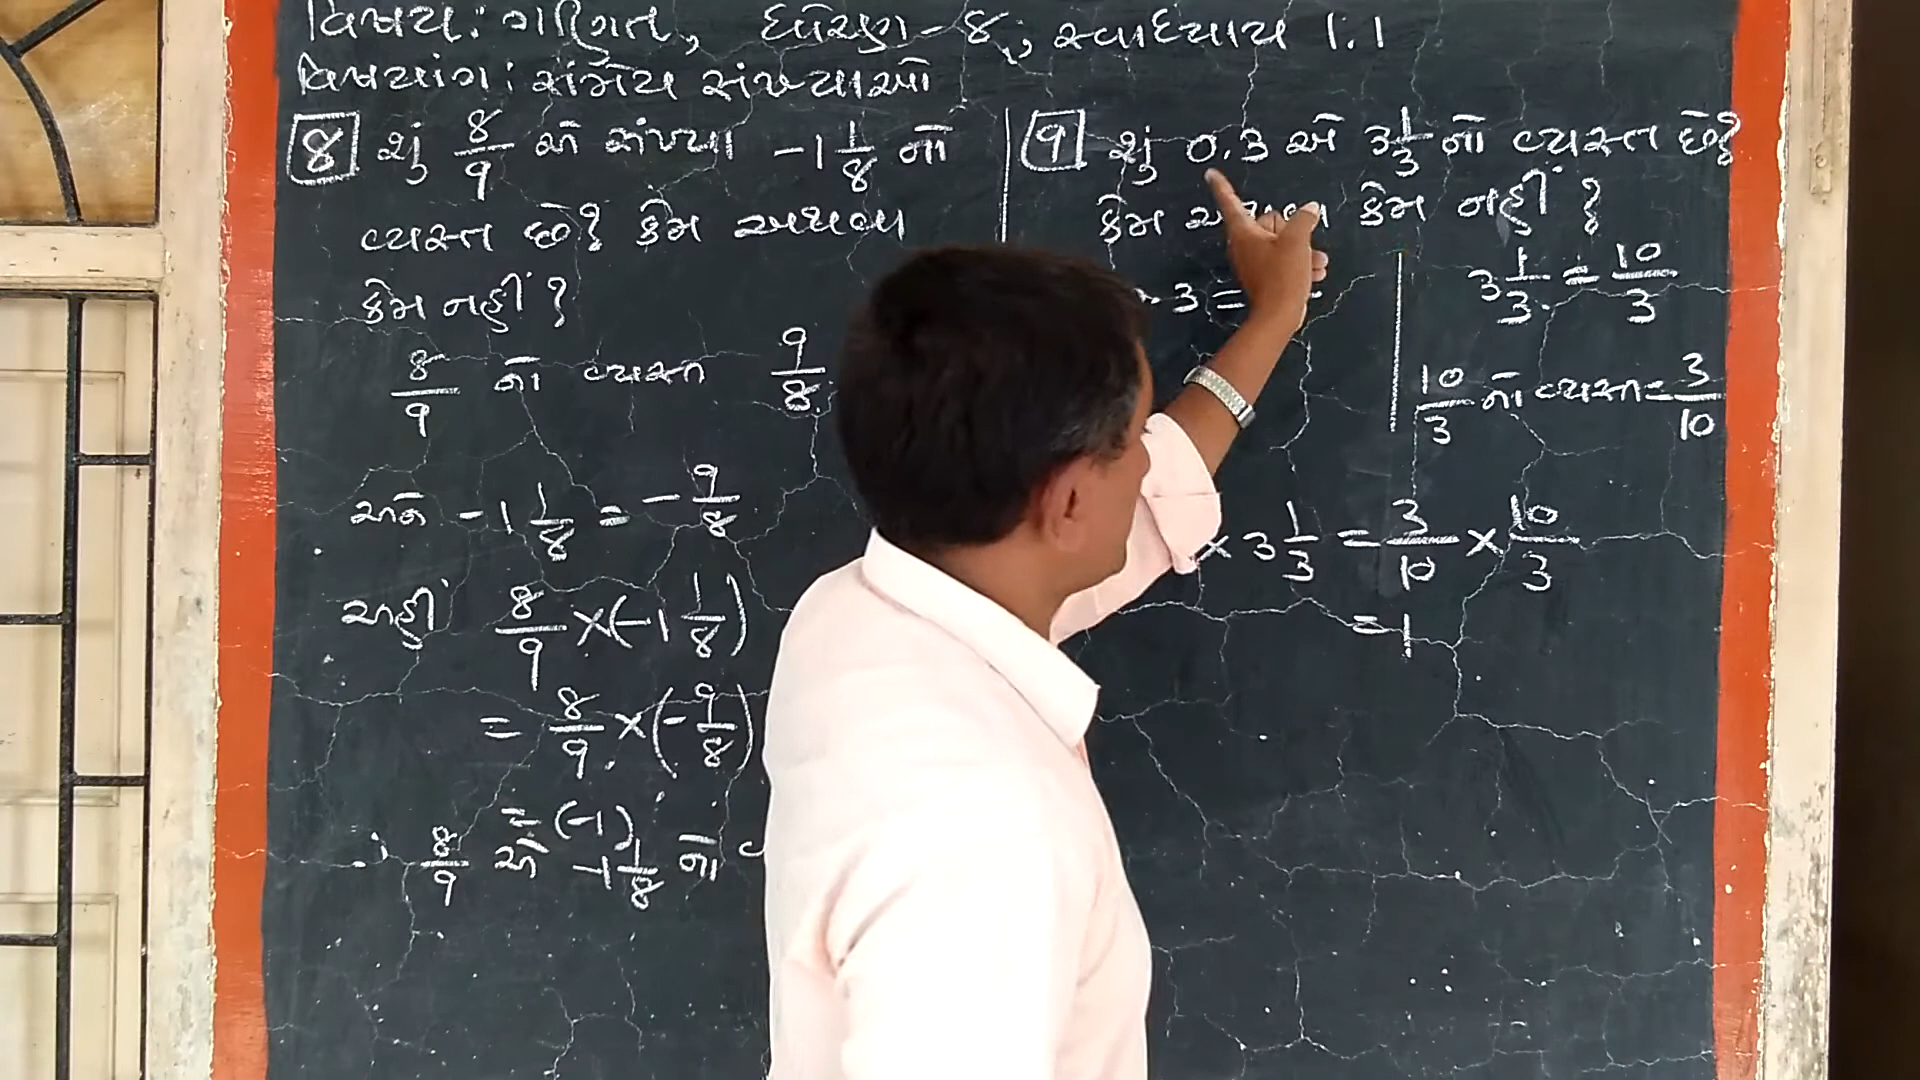 વિષય: ગણિત, ધોરણ-૮, સ્વાધ્યાય 1.1
વિષયાંગ: સંમેય સંખ્યાઓ
8 શું 8/9 એ સંખ્યા -1 1/8 નો
વ્યસ્ત છે? કેમ અથવા
કેમ નહીં?
8/9 નો વ્યસ્ત 9/8
અને -1 1/8 = -9/8
અહીં 8/9 × (-1 1/8)
= 8/9 × (-9/8)
= (-1)
∴ 8/9 એ -1 1/8 નો
9 શું 0.3 એ 3 1/3 નો વ્યસ્ત છે?
કેમ અથવા કેમ નહીં?
.3 =
3 1/3 = 10/3
10/3 નો વ્યસ્ત = 3/10
× 3 1/3 = 3/10 × 10/3
= 1